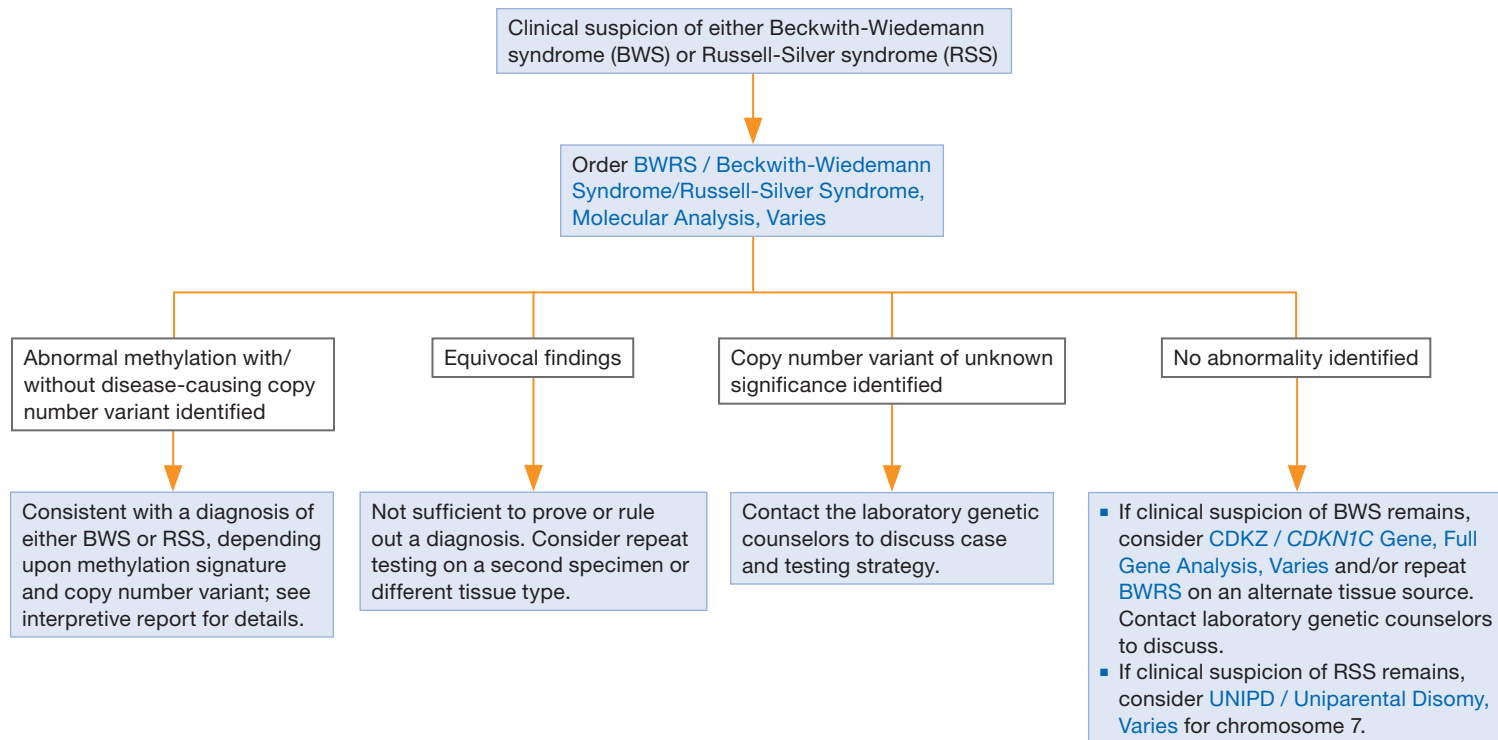 Clinical suspicion of either Beckwith-Wiedemann
syndrome (BWS) or Russell-Silver syndrome (RSS)
Order BWRS / Beckwith-Wiedemann
Syndrome/Russell-Silver Syndrome,
Molecular Analysis, Varies
Abnormal methylation with/
without disease-causing copy
number variant identified
Equivocal findings
Copy number variant of unknown
significance identified
No abnormality identified
Consistent with a diagnosis of
either BWS or RSS, depending
upon methylation signature
and copy number variant; see
interpretive report for details.
Not sufficient to prove or rule
out a diagnosis. Consider repeat
testing on a second specimen or
different tissue type.
Contact the laboratory genetic
counselors to discuss case
and testing strategy.
▪ If clinical suspicion of BWS remains,
consider CDKZ / CDKN1C Gene, Full
Gene Analysis, Varies and/or repeat
BWRS on an alternate tissue source.
Contact laboratory genetic counselors
to discuss.
▪ If clinical suspicion of RSS remains,
consider UNIPD / Uniparental Disomy,
Varies for chromosome 7.